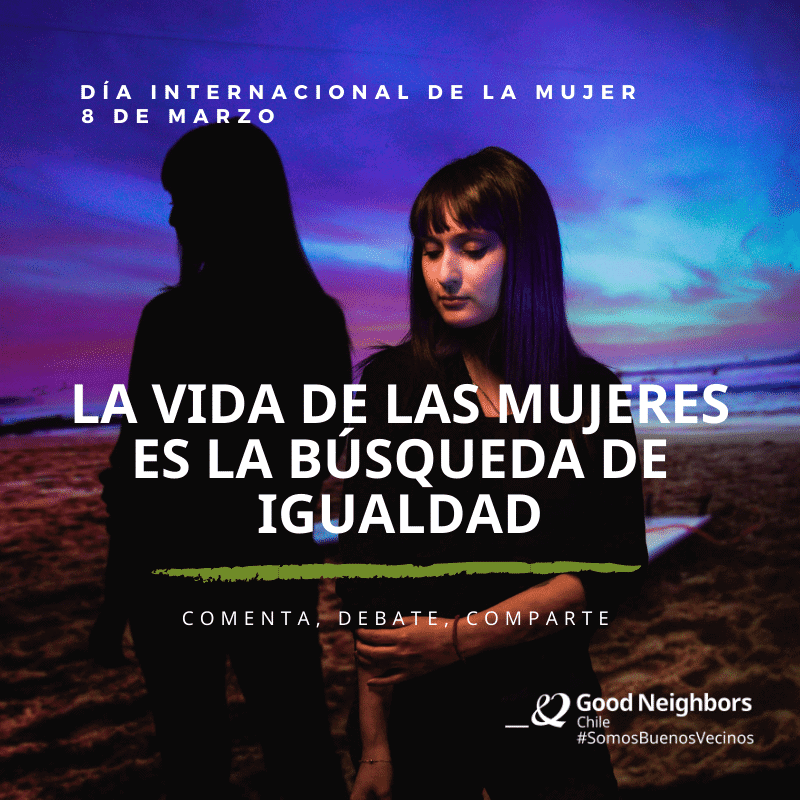 DÍA INTERNACIONAL DE LA MUJER
8 DE MARZO
LA VIDA DE LAS MUJERES
ES LA BÚSQUEDA DE
IGUALDAD
COMENTA, DEBATE, COMPARTE
Good Neighbors
Chile
#SomosBuenosVecinos